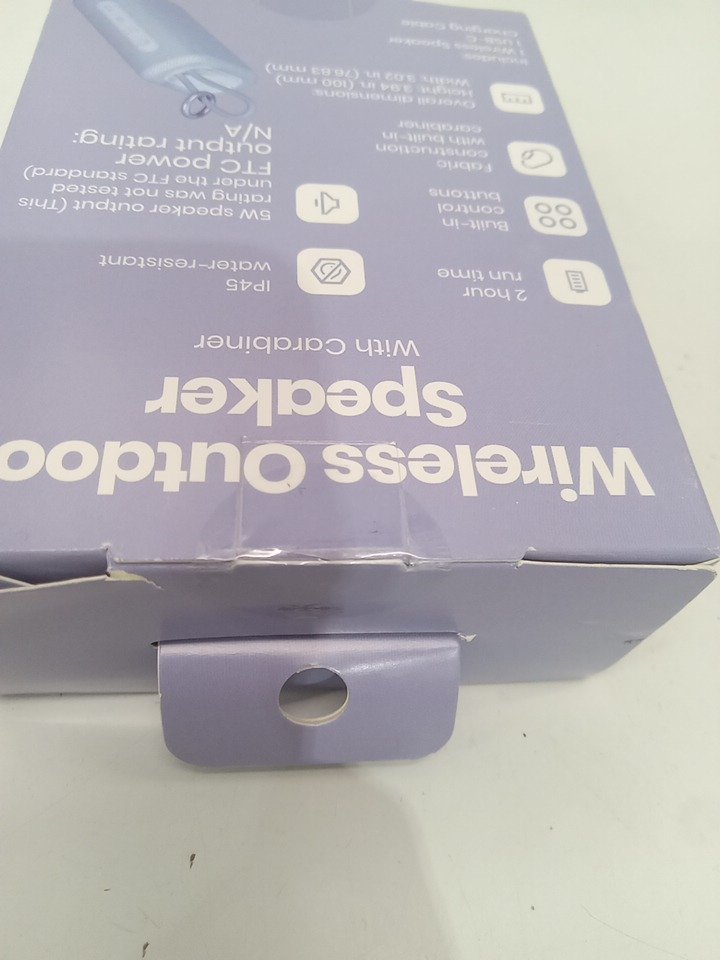 Wireless Outdoo
Speaker
With Carabiner
2 hour
run time
IP45
water-resistant
Built-in
control
buttons
5W speaker output (This
rating was not tested
under the FTC standard)
FTC power
output rating:
N/A
Fabric
construction
with built-in
carabiner
Overall dimensions:
Height 3.94 in. (100 mm)
Width: 3.02 in. (76.83 mm)
Includes
1 Wireless Speaker
1 USB-C
Charging Cable